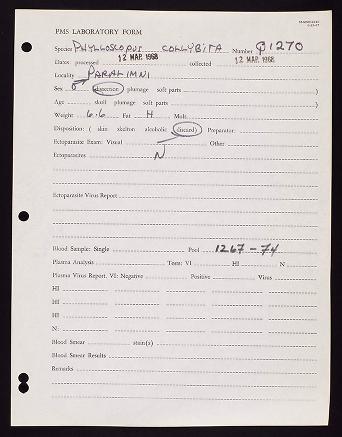 PMS LABORATORY FORM
Species PHYLLOSCOPUS COLLYBITA Number Q1270
Dates processed 12 MAR. 1968 collected 12 MAR. 1968
Locality PARALIMNI
Sex ♂ (dissection plumage soft parts )
Age skull plumage soft parts )
Weight 6.6 Fat H Molt
Disposition: ( skin skelton alcoholic discard) Preparator:
Ectoparasite Exam: Visual Other:
Ectoparasites N
Ectoparasite Virus Report
Blood Sample: Single Pool 1267-74
Plasma Analysis Tests: VI HI N
Plasma Virus Report. VI: Negative Positive Virus
HI
HI
HI
N:
Blood Smear stain(s)
Blood Smear Results
Remarks